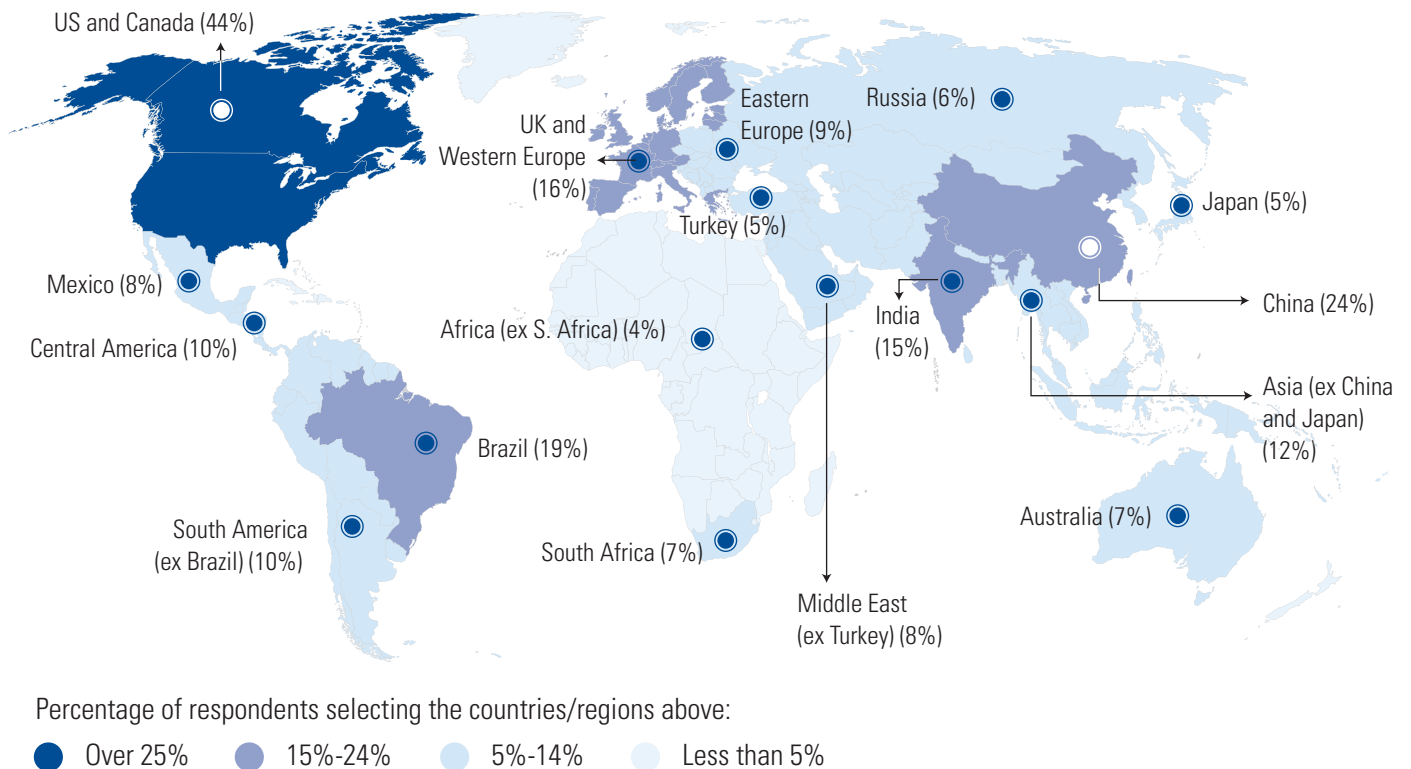 US and Canada (44%)
UK and
Western Europe
(16%)
Eastern
Europe (9%)
Russia (6%)
Turkey (5%)
Japan (5%)
Mexico (8%)
Central America (10%)
Africa (ex S. Africa) (4%)
India
(15%)
China (24%)
Asia (ex China
and Japan)
(12%)
Brazil (19%)
South America
(ex Brazil) (10%)
South Africa (7%)
Australia (7%)
Middle East
(ex Turkey) (8%)
Percentage of respondents selecting the countries/regions above:
Over 25%
15%-24%
5%-14%
Less than 5%